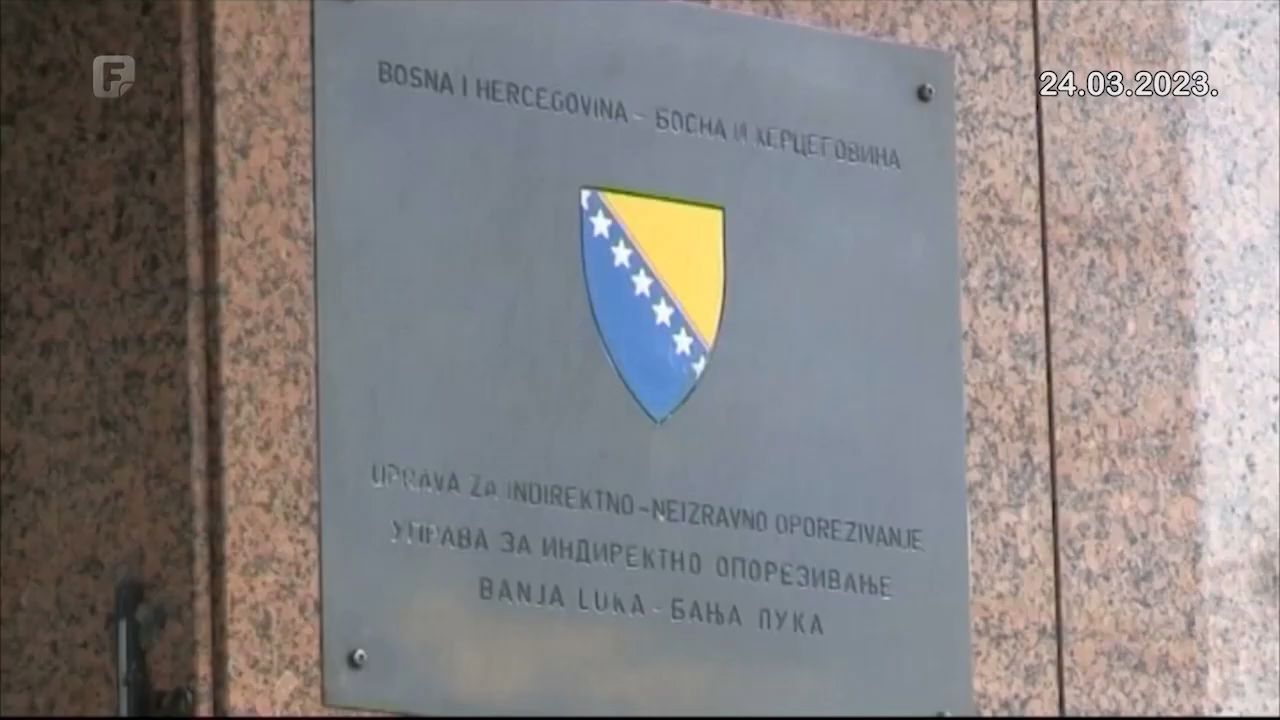 F
24.03.2023.
BOSNA I HERCEGOVINA - БОСНА И ХЕРЦЕГОВИНА
UPRAVA ZA INDIREKTNO-NEIZRAVNO OPOREZIVANJE
УПРАВА ЗА ИНДИРЕКТНО ОПОРЕЗИВАЊЕ
BANJA LUKA - БАЊА ЛУКА